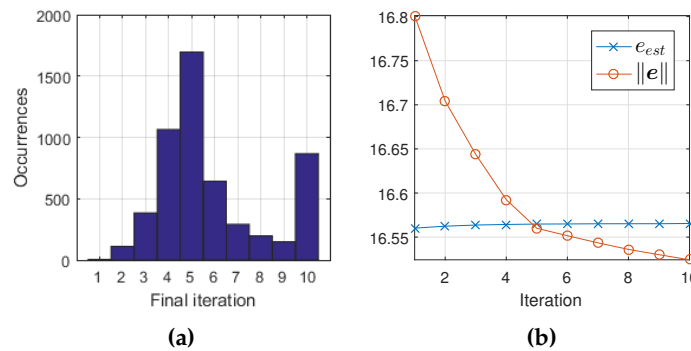 2000
1500
1000
500
0
Occurrences
1 2 3 4 5 6 7 8 9 10
Final iteration
(a)
16.8
16.75
16.7
16.65
16.6
16.55
e_est
‖e‖
2 4 6 8 10
Iteration
(b)